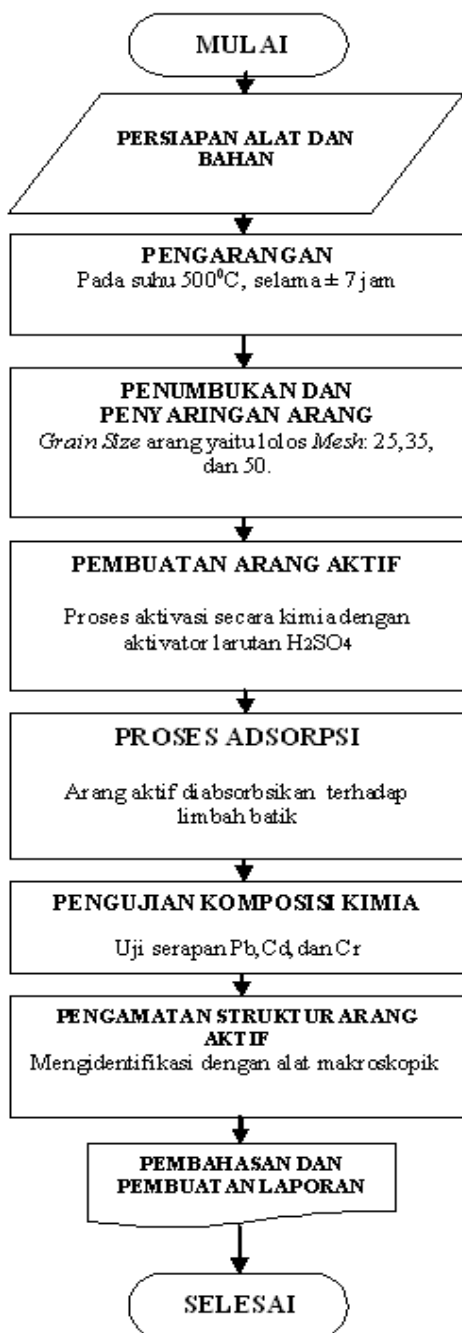 MULAI
PERSIAPAN ALAT DAN
BAHAN
PENGARANGAN
Pada suhu 500⁰C, selama ± 7 jam
PENUMBUKAN DAN
PENYARINGAN ARANG
Grain Size arang yaitu lolos Mesh: 25,35,
dan 50.
PEMBUATAN ARANG AKTIF
Proses aktivasi secara kimia dengan
aktivator larutan H2SO4
PROSES ADSORPSI
Arang aktif diabsorbsikan terhadap
limbah batik
PENGUJIAN KOMPOSISI KIMIA
Uji serapan Pb,Cd, dan Cr
PENGAMATAN STRUKTUR ARANG
AKTIF
Mengidentifikasi dengan alat makroskopik
PEMBAHASAN DAN
PEMBUATAN LAPORAN
SELESAI